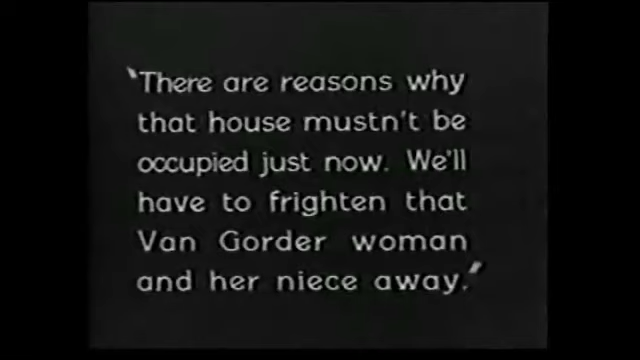 "There are reasons why
that house mustn't be
occupied just now. We'll
have to frighten that
Van Gorder woman
and her niece away."